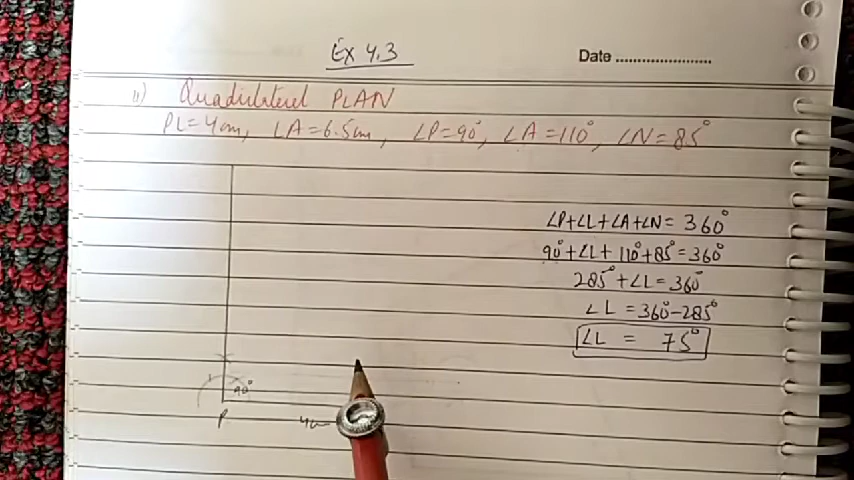 Ex 4.3
Date ......................
ii) Quadrilateral PLAN
PL=4cm, LA=6.5cm, ∠P=90°, ∠A=110°, ∠N=85°
∠P+∠L+∠A+∠N=360°
90°+∠L+110°+85°=360°
285°+∠L=360°
∠L=360°-285°
∠L = 75°
90°
P
4cm